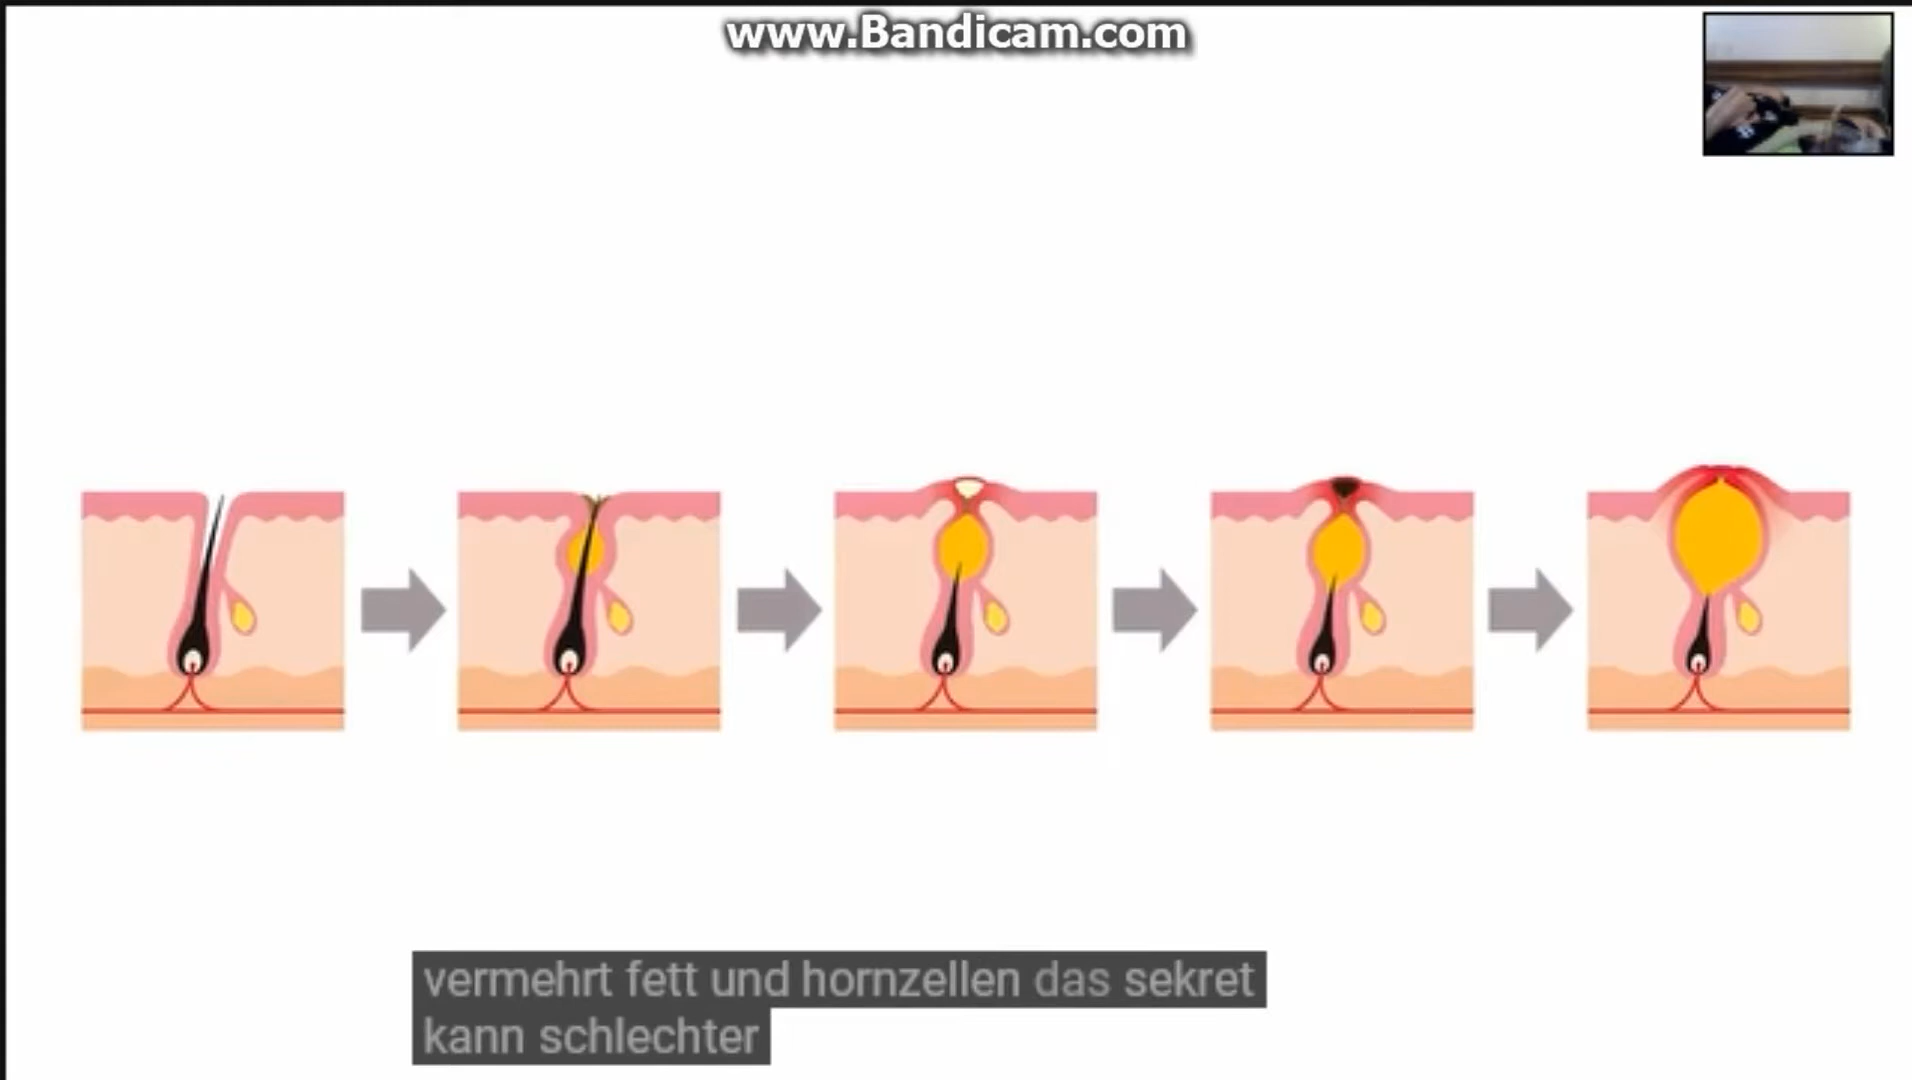 www.Bandicam.com
vermehrt fett und hornzellen das sekret
kann schlechter